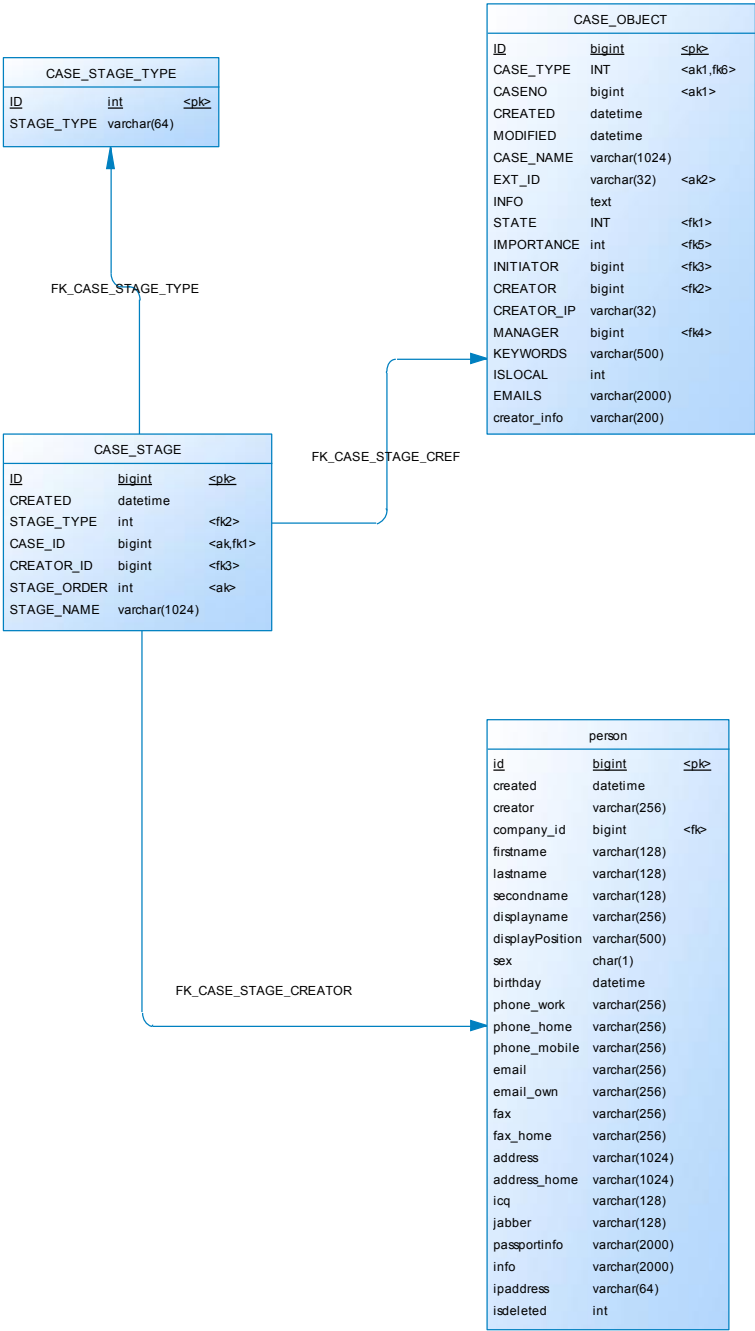 CASE_STAGE_TYPE
ID int <pk>
STAGE_TYPE varchar(64)
CASE_OBJECT
ID bigint <pk>
CASE_TYPE INT <ak1,fk6>
CASENO bigint <ak1>
CREATED datetime
MODIFIED datetime
CASE_NAME varchar(1024)
EXT_ID varchar(32) <ak2>
INFO text
STATE INT <fk1>
IMPORTANCE int <fk5>
INITIATOR bigint <fk3>
CREATOR bigint <fk2>
CREATOR_IP varchar(32)
MANAGER bigint <fk4>
KEYWORDS varchar(500)
ISLOCAL int
EMAILS varchar(2000)
creator_info varchar(200)
FK_CASE_STAGE_TYPE
FK_CASE_STAGE_CREF
CASE_STAGE
ID bigint <pk>
CREATED datetime
STAGE_TYPE int <fk2>
CASE_ID bigint <ak,fk1>
CREATOR_ID bigint <fk3>
STAGE_ORDER int <ak>
STAGE_NAME varchar(1024)
FK_CASE_STAGE_CREATOR
person
id bigint <pk>
created datetime
creator varchar(256)
company_id bigint <fk>
firstname varchar(128)
lastname varchar(128)
secondname varchar(128)
displayname varchar(256)
displayPosition varchar(500)
sex char(1)
birthday datetime
phone_work varchar(256)
phone_home varchar(256)
phone_mobile varchar(256)
email varchar(256)
email_own varchar(256)
fax varchar(256)
fax_home varchar(256)
address varchar(1024)
address_home varchar(1024)
icq varchar(128)
jabber varchar(128)
passportinfo varchar(2000)
info varchar(2000)
ipaddress varchar(64)
isdeleted int